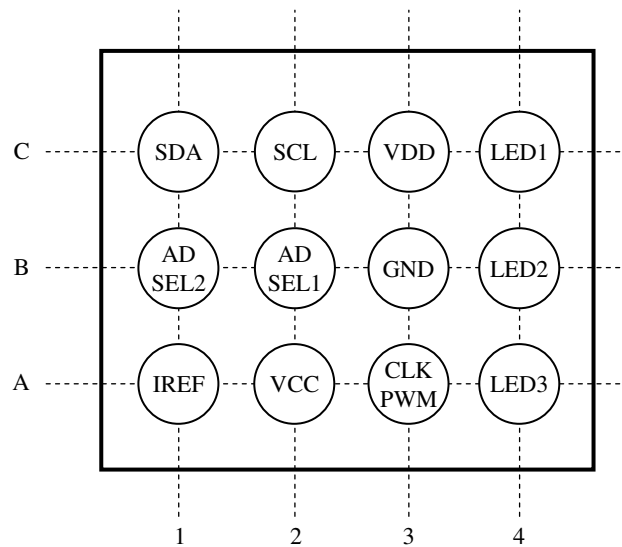 C SDA SCL VDD LED1
B AD SEL2 AD SEL1 GND LED2
A IREF VCC CLK PWM LED3
1 2 3 4